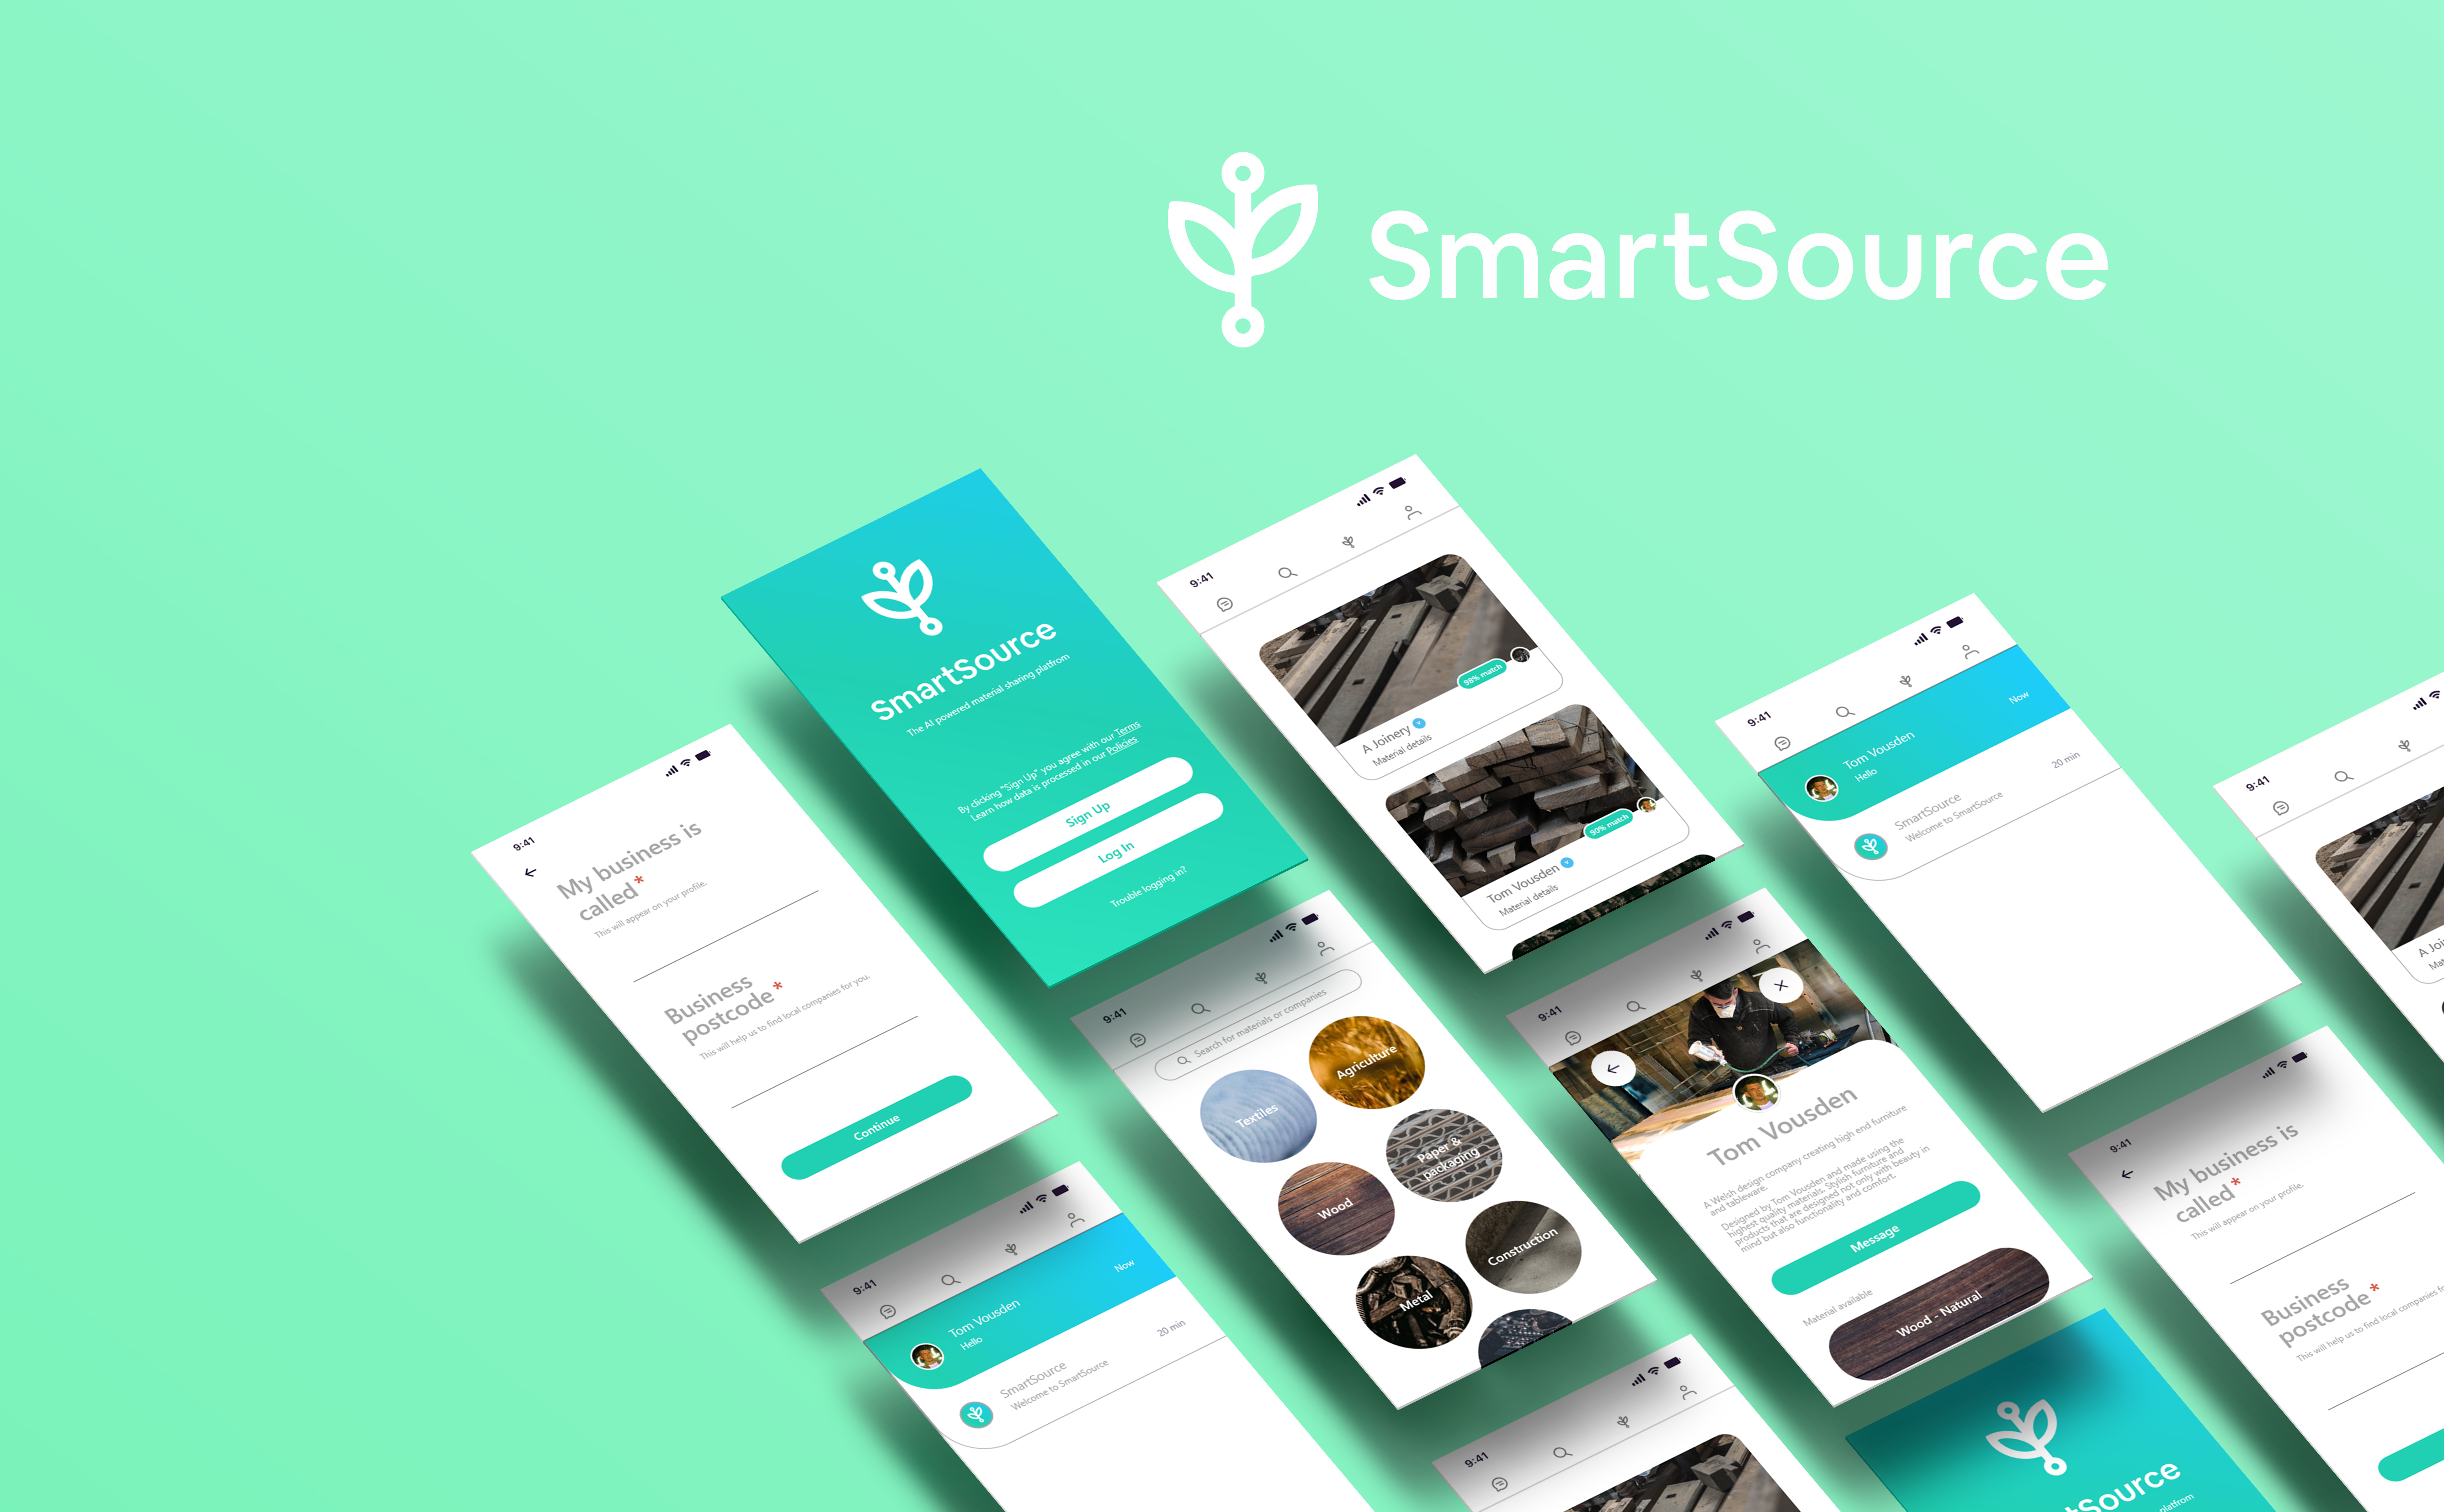 SmartSource
SmartSource
The AI powered material sharing platfrom
By clicking "Sign Up" you agree with our Terms
Learn how data is processed in our Policies
Sign Up
Log In
Trouble logging in?
9:41
98% match
A Joinery
Material details
90% match
Tom Vousden
Material details
9:41
Tom Vousden
Now
Hello
SmartSource
20 min
Welcome to SmartSource
9:41
A Joi
Mat
9:41
My business is
called*
This will appear on your profile.
Business
postcode*
This will help us to find local companies for you.
Continue
9:41
Search for materials or companies
Agriculture
Textiles
Paper &
packaging
Wood
Construction
Metal
9:41
Tom Vousden
A Welsh design company creating high end furniture
and tableware.
Designed by Tom Vousden and made using the
highest quality materials. Stylish furniture and
products that are designed not only with beauty in
mind but also functionality and comfort.
Message
Material available
Wood - Natural
9:41
My business is
called*
This will appear on your profile.
Business
postcode*
This will help us to find local companies f
9:41
Tom Vousden
Now
Hello
SmartSource
20 min
Welcome to SmartSource
9:41
tSource
platfrom